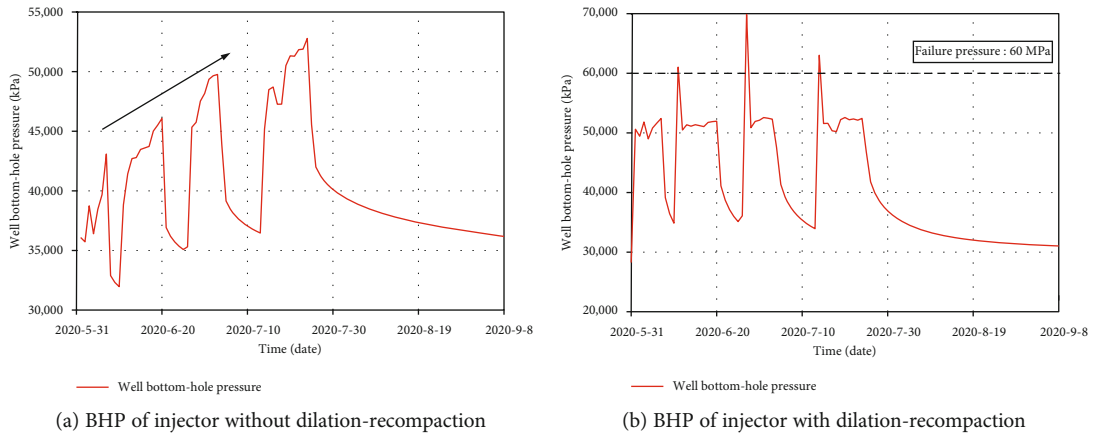 55,000
50,000
45,000
40,000
35,000
30,000
Well bottom-hole pressure (kPa)
2020-5-31 2020-6-20 2020-7-10 2020-7-30 2020-8-19 2020-9-8
Time (date)
Well bottom-hole pressure
(a) BHP of injector without dilation-recompaction
70,000
60,000
50,000
40,000
30,000
20,000
Well bottom-hole pressure (kPa)
Failure pressure : 60 MPa
2020-5-31 2020-6-20 2020-7-10 2020-7-30 2020-8-19 2020-9-8
Time (date)
Well bottom-hole pressure
(b) BHP of injector with dilation-recompaction